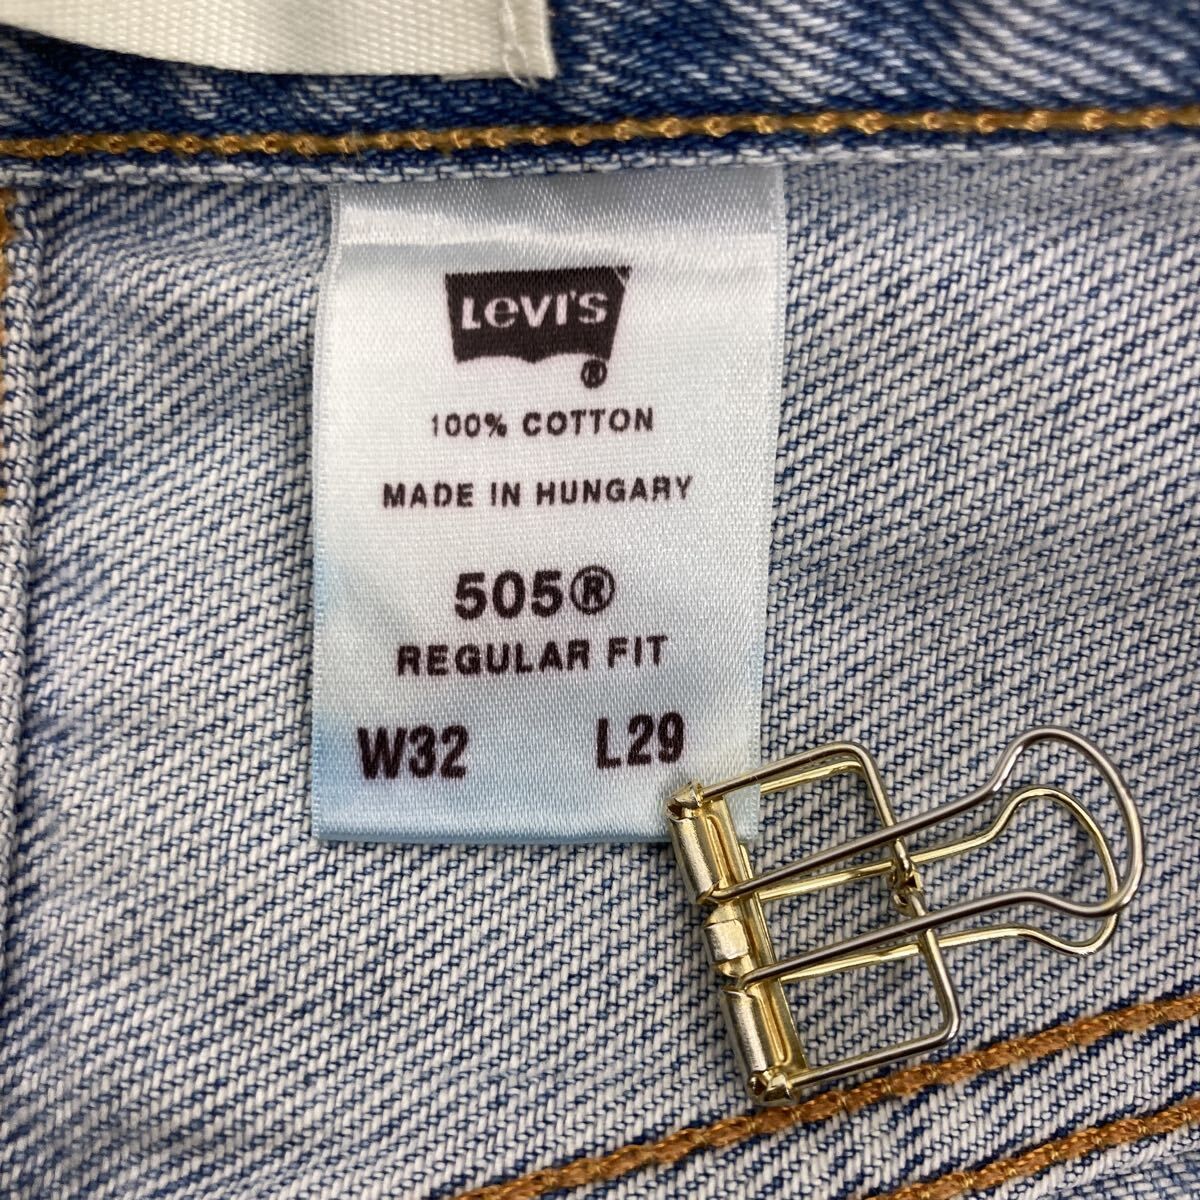 LeVI'S
®
100% COTTON
MADE IN HUNGARY
505®
REGULAR FIT
W32 L29